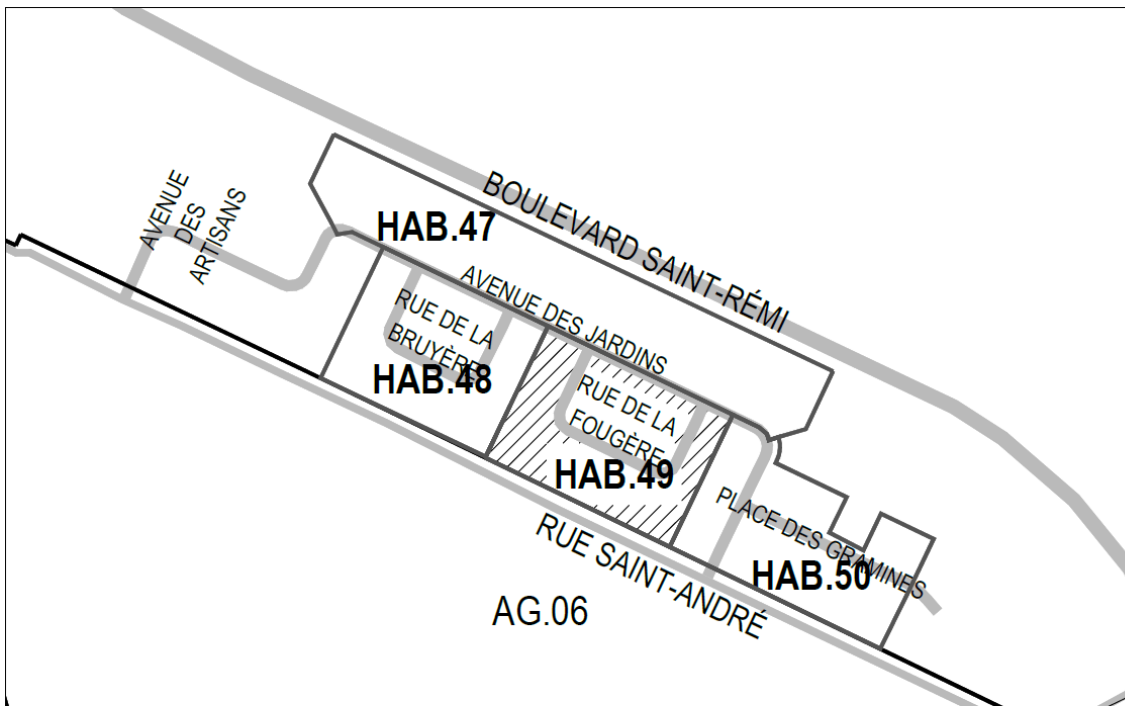 BOULEVARD SAINT-RÉMI
AVENUE
DES
ARTISANS
HAB.47
AVENUE DES JARDINS
RUE DE LA
BRUYÈRE
HAB.48
RUE DE LA
FOUGÈRE
HAB.49
PLACE DES GRAMINÉS
HAB.50
RUE SAINT-ANDRÉ
AG.06